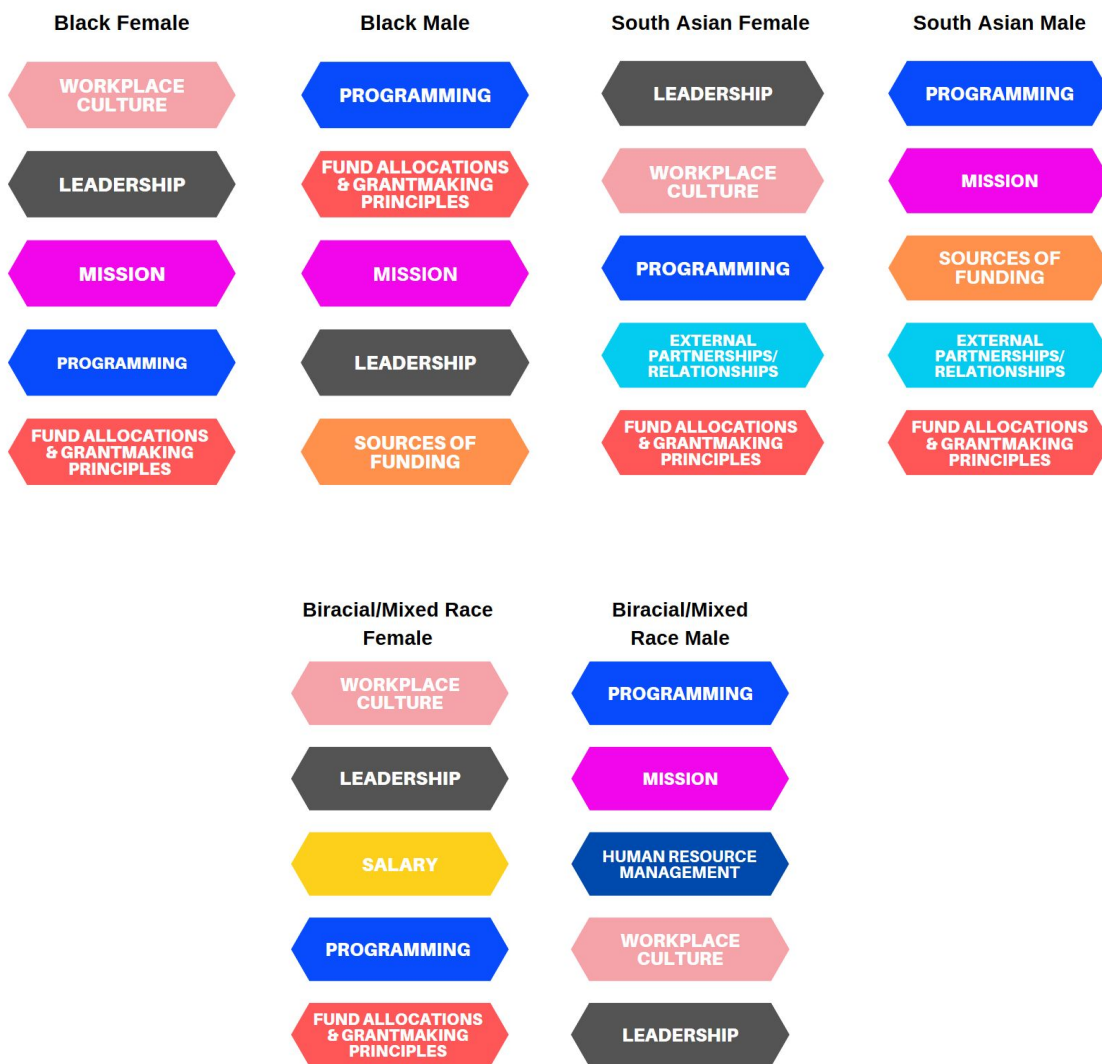 Black Female
WORKPLACE
CULTURE
LEADERSHIP
MISSION
PROGRAMMING
FUND ALLOCATIONS
& GRANTMAKING
PRINCIPLES
Black Male
PROGRAMMING
FUND ALLOCATIONS
& GRANTMAKING
PRINCIPLES
MISSION
LEADERSHIP
SOURCES OF
FUNDING
South Asian Female
LEADERSHIP
WORKPLACE
CULTURE
PROGRAMMING
EXTERNAL
PARTNERSHIPS/
RELATIONSHIPS
FUND ALLOCATIONS
& GRANTMAKING
PRINCIPLES
South Asian Male
PROGRAMMING
MISSION
SOURCES OF
FUNDING
EXTERNAL
PARTNERSHIPS/
RELATIONSHIPS
FUND ALLOCATIONS
& GRANTMAKING
PRINCIPLES
Biracial/Mixed Race
Female
WORKPLACE
CULTURE
LEADERSHIP
SALARY
PROGRAMMING
FUND ALLOCATIONS
& GRANTMAKING
PRINCIPLES
Biracial/Mixed
Race Male
PROGRAMMING
MISSION
HUMAN RESOURCE
MANAGEMENT
WORKPLACE
CULTURE
LEADERSHIP